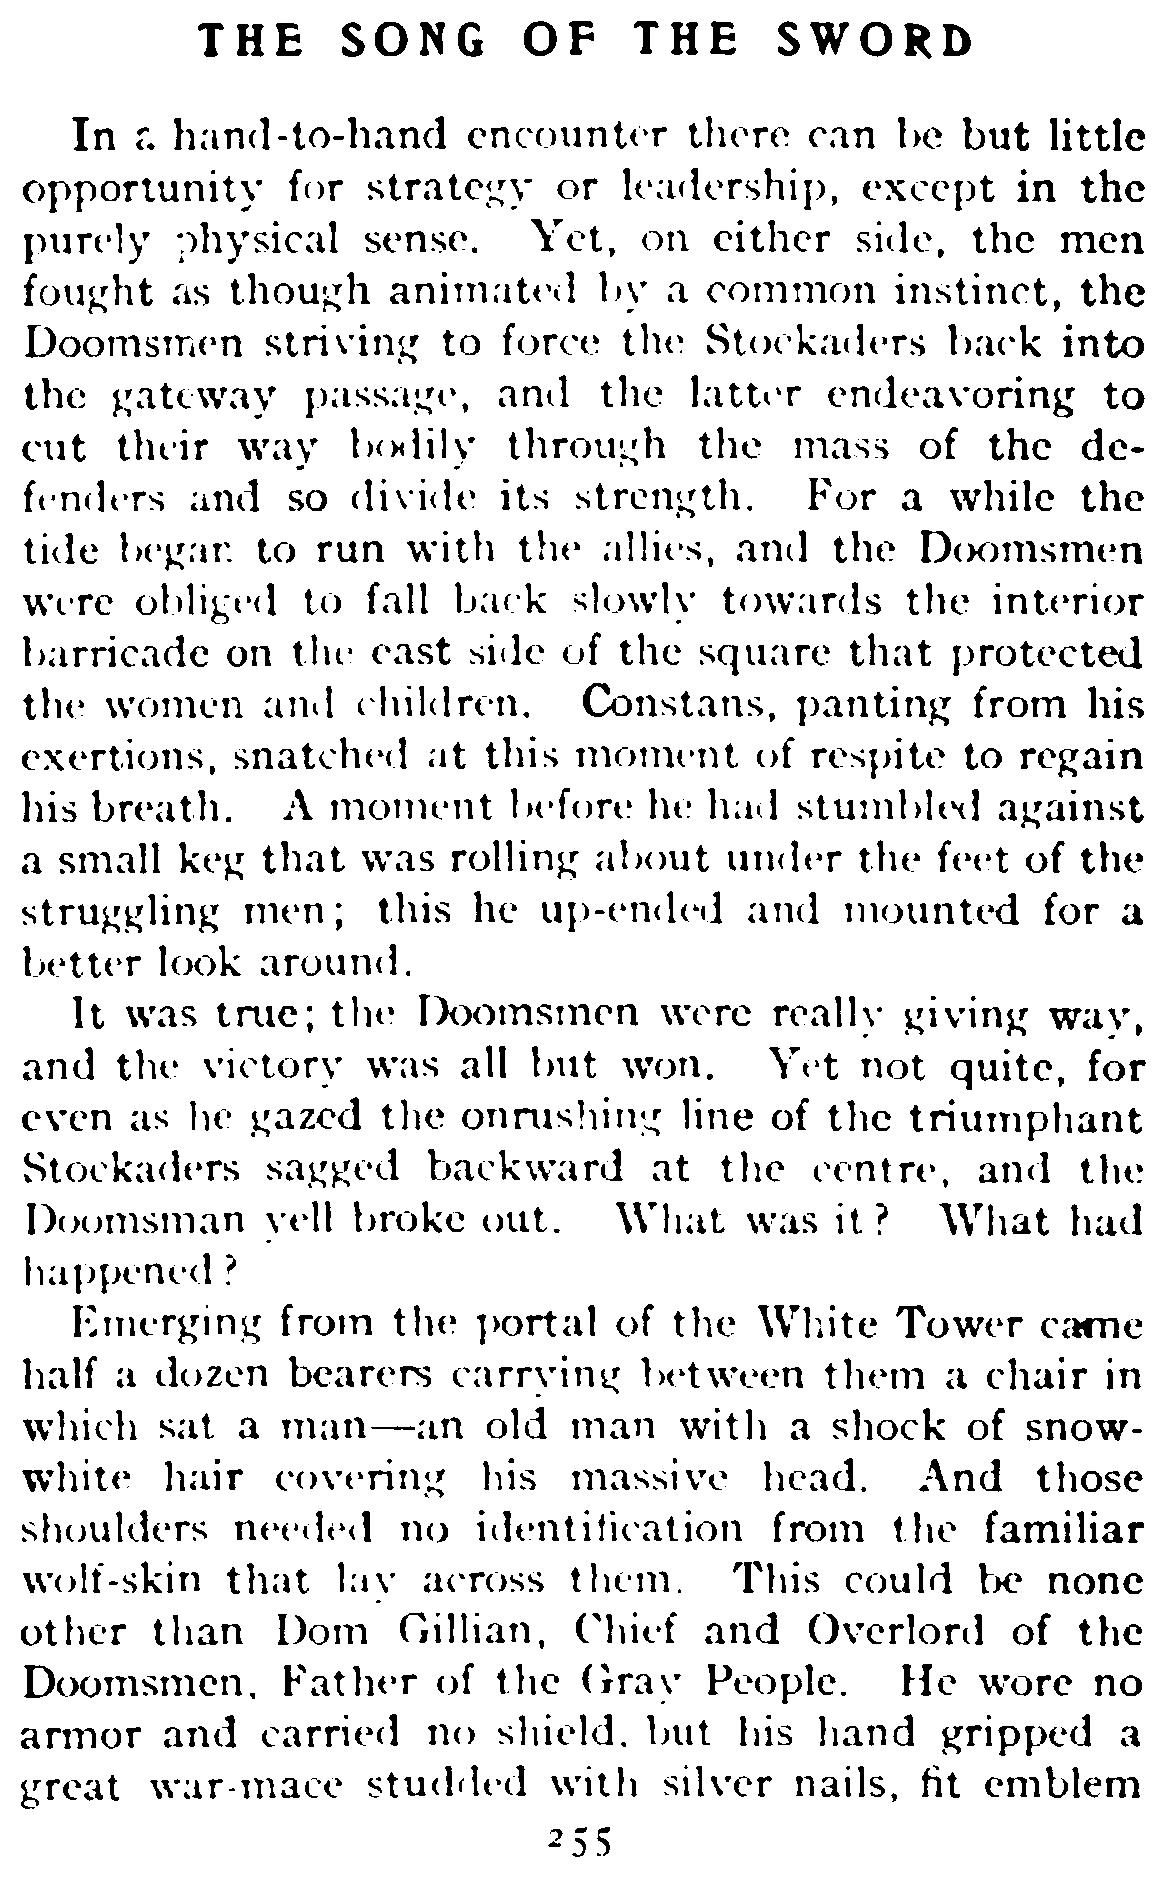 THE SONG OF THE SWORD
In a hand-to-hand encounter there can be but little
opportunity for strategy or leadership, except in the
purely physical sense. Yet, on either side, the men
fought as though animated by a common instinct, the
Doomsmen striving to force the Stockaders back into
the gateway passage, and the latter endeavoring to
cut their way bodily through the mass of the de-
fenders and so divide its strength. For a while the
tide began to run with the allies, and the Doomsmen
were obliged to fall back slowly towards the interior
barricade on the east side of the square that protected
the women and children. Constans, panting from his
exertions, snatched at this moment of respite to regain
his breath. A moment before he had stumbled against
a small keg that was rolling about under the feet of the
struggling men; this he up-ended and mounted for a
better look around.
It was true; the Doomsmen were really giving way,
and the victory was all but won. Yet not quite, for
even as he gazed the onrushing line of the triumphant
Stockaders sagged backward at the centre, and the
Doomsman yell broke out. What was it? What had
happened?
Emerging from the portal of the White Tower came
half a dozen bearers carrying between them a chair in
which sat a man—an old man with a shock of snow-
white hair covering his massive head. And those
shoulders needed no identification from the familiar
wolf-skin that lay across them. This could be none
other than Dom Gillian, Chief and Overlord of the
Doomsmen, Father of the Gray People. He wore no
armor and carried no shield, but his hand gripped a
great war-mace studded with silver nails, fit emblem
255